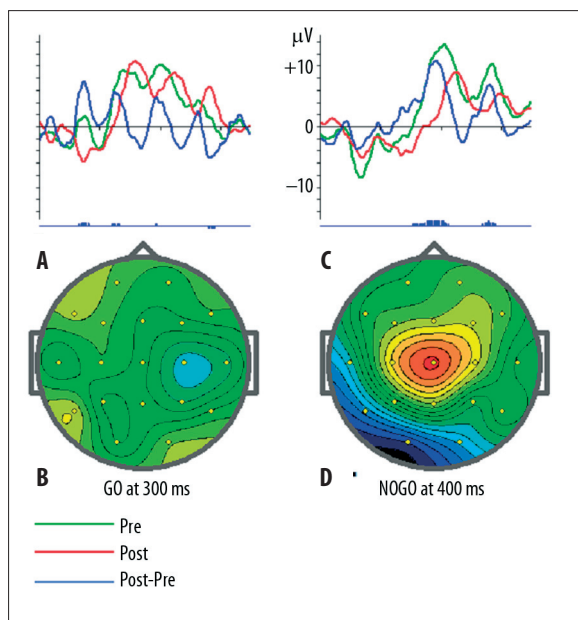 μV
+10
0
−10
A
C
B
GO at 300 ms
D
NOGO at 400 ms
Pre
Post
Post-Pre